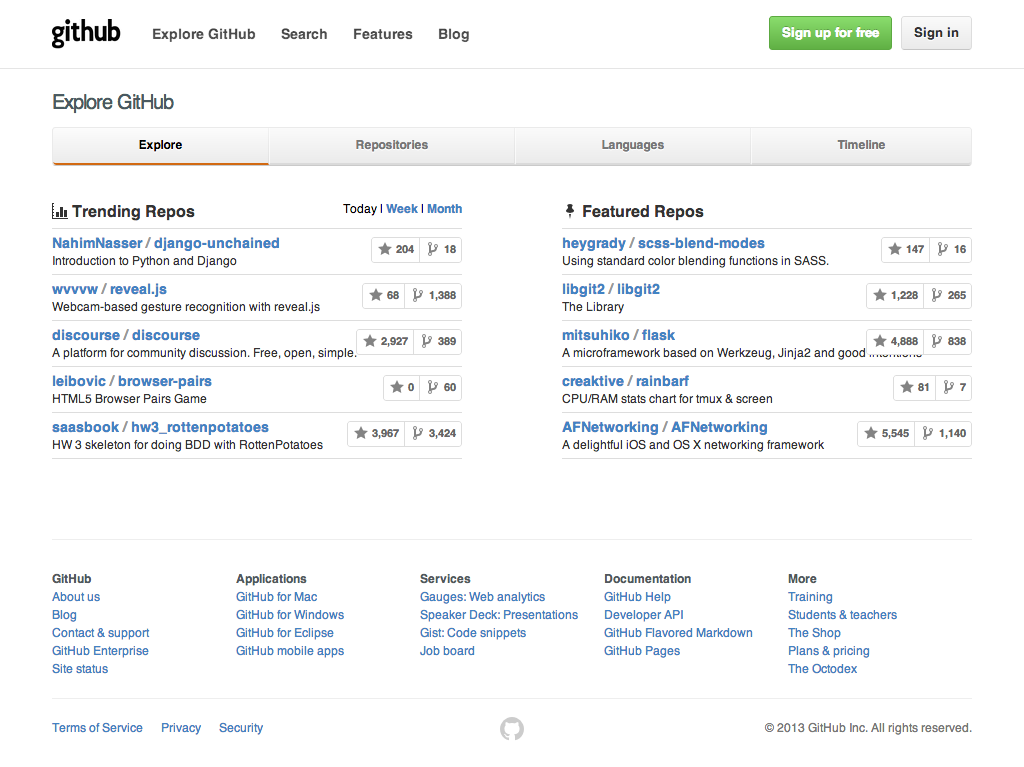 github Explore GitHub Search Features Blog Sign up for free Sign in
Explore GitHub
Explore Repositories Languages Timeline
Trending Repos Today | Week | Month
NahimNasser / django-unchained 204 18
Introduction to Python and Django
wvvvw / reveal.js 68 1,388
Webcam-based gesture recognition with reveal.js
discourse / discourse 2,927 389
A platform for community discussion. Free, open, simple.
leibovic / browser-pairs 0 60
HTML5 Browser Pairs Game
saasbook / hw3_rottenpotatoes 3,967 3,424
HW 3 skeleton for doing BDD with RottenPotatoes
Featured Repos
heygrady / scss-blend-modes 147 16
Using standard color blending functions in SASS.
libgit2 / libgit2 1,228 265
The Library
mitsuhiko / flask 4,888 838
A microframework based on Werkzeug, Jinja2 and good intentions
creaktive / rainbarf 81 7
CPU/RAM stats chart for tmux & screen
AFNetworking / AFNetworking 5,545 1,140
A delightful iOS and OS X networking framework
GitHub
About us
Blog
Contact & support
GitHub Enterprise
Site status
Applications
GitHub for Mac
GitHub for Windows
GitHub for Eclipse
GitHub mobile apps
Services
Gauges: Web analytics
Speaker Deck: Presentations
Gist: Code snippets
Job board
Documentation
GitHub Help
Developer API
GitHub Flavored Markdown
GitHub Pages
More
Training
Students & teachers
The Shop
Plans & pricing
The Octodex
Terms of Service Privacy Security © 2013 GitHub Inc. All rights reserved.